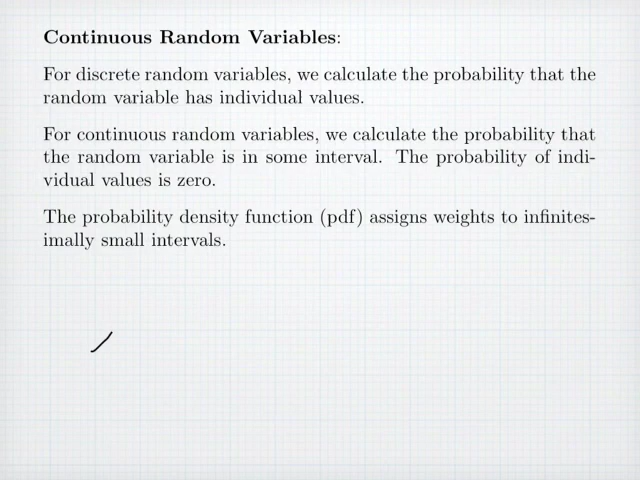 Continuous Random Variables:
For discrete random variables, we calculate the probability that the
random variable has individual values.
For continuous random variables, we calculate the probability that
the random variable is in some interval. The probability of indi-
vidual values is zero.
The probability density function (pdf) assigns weights to infinites-
imally small intervals.